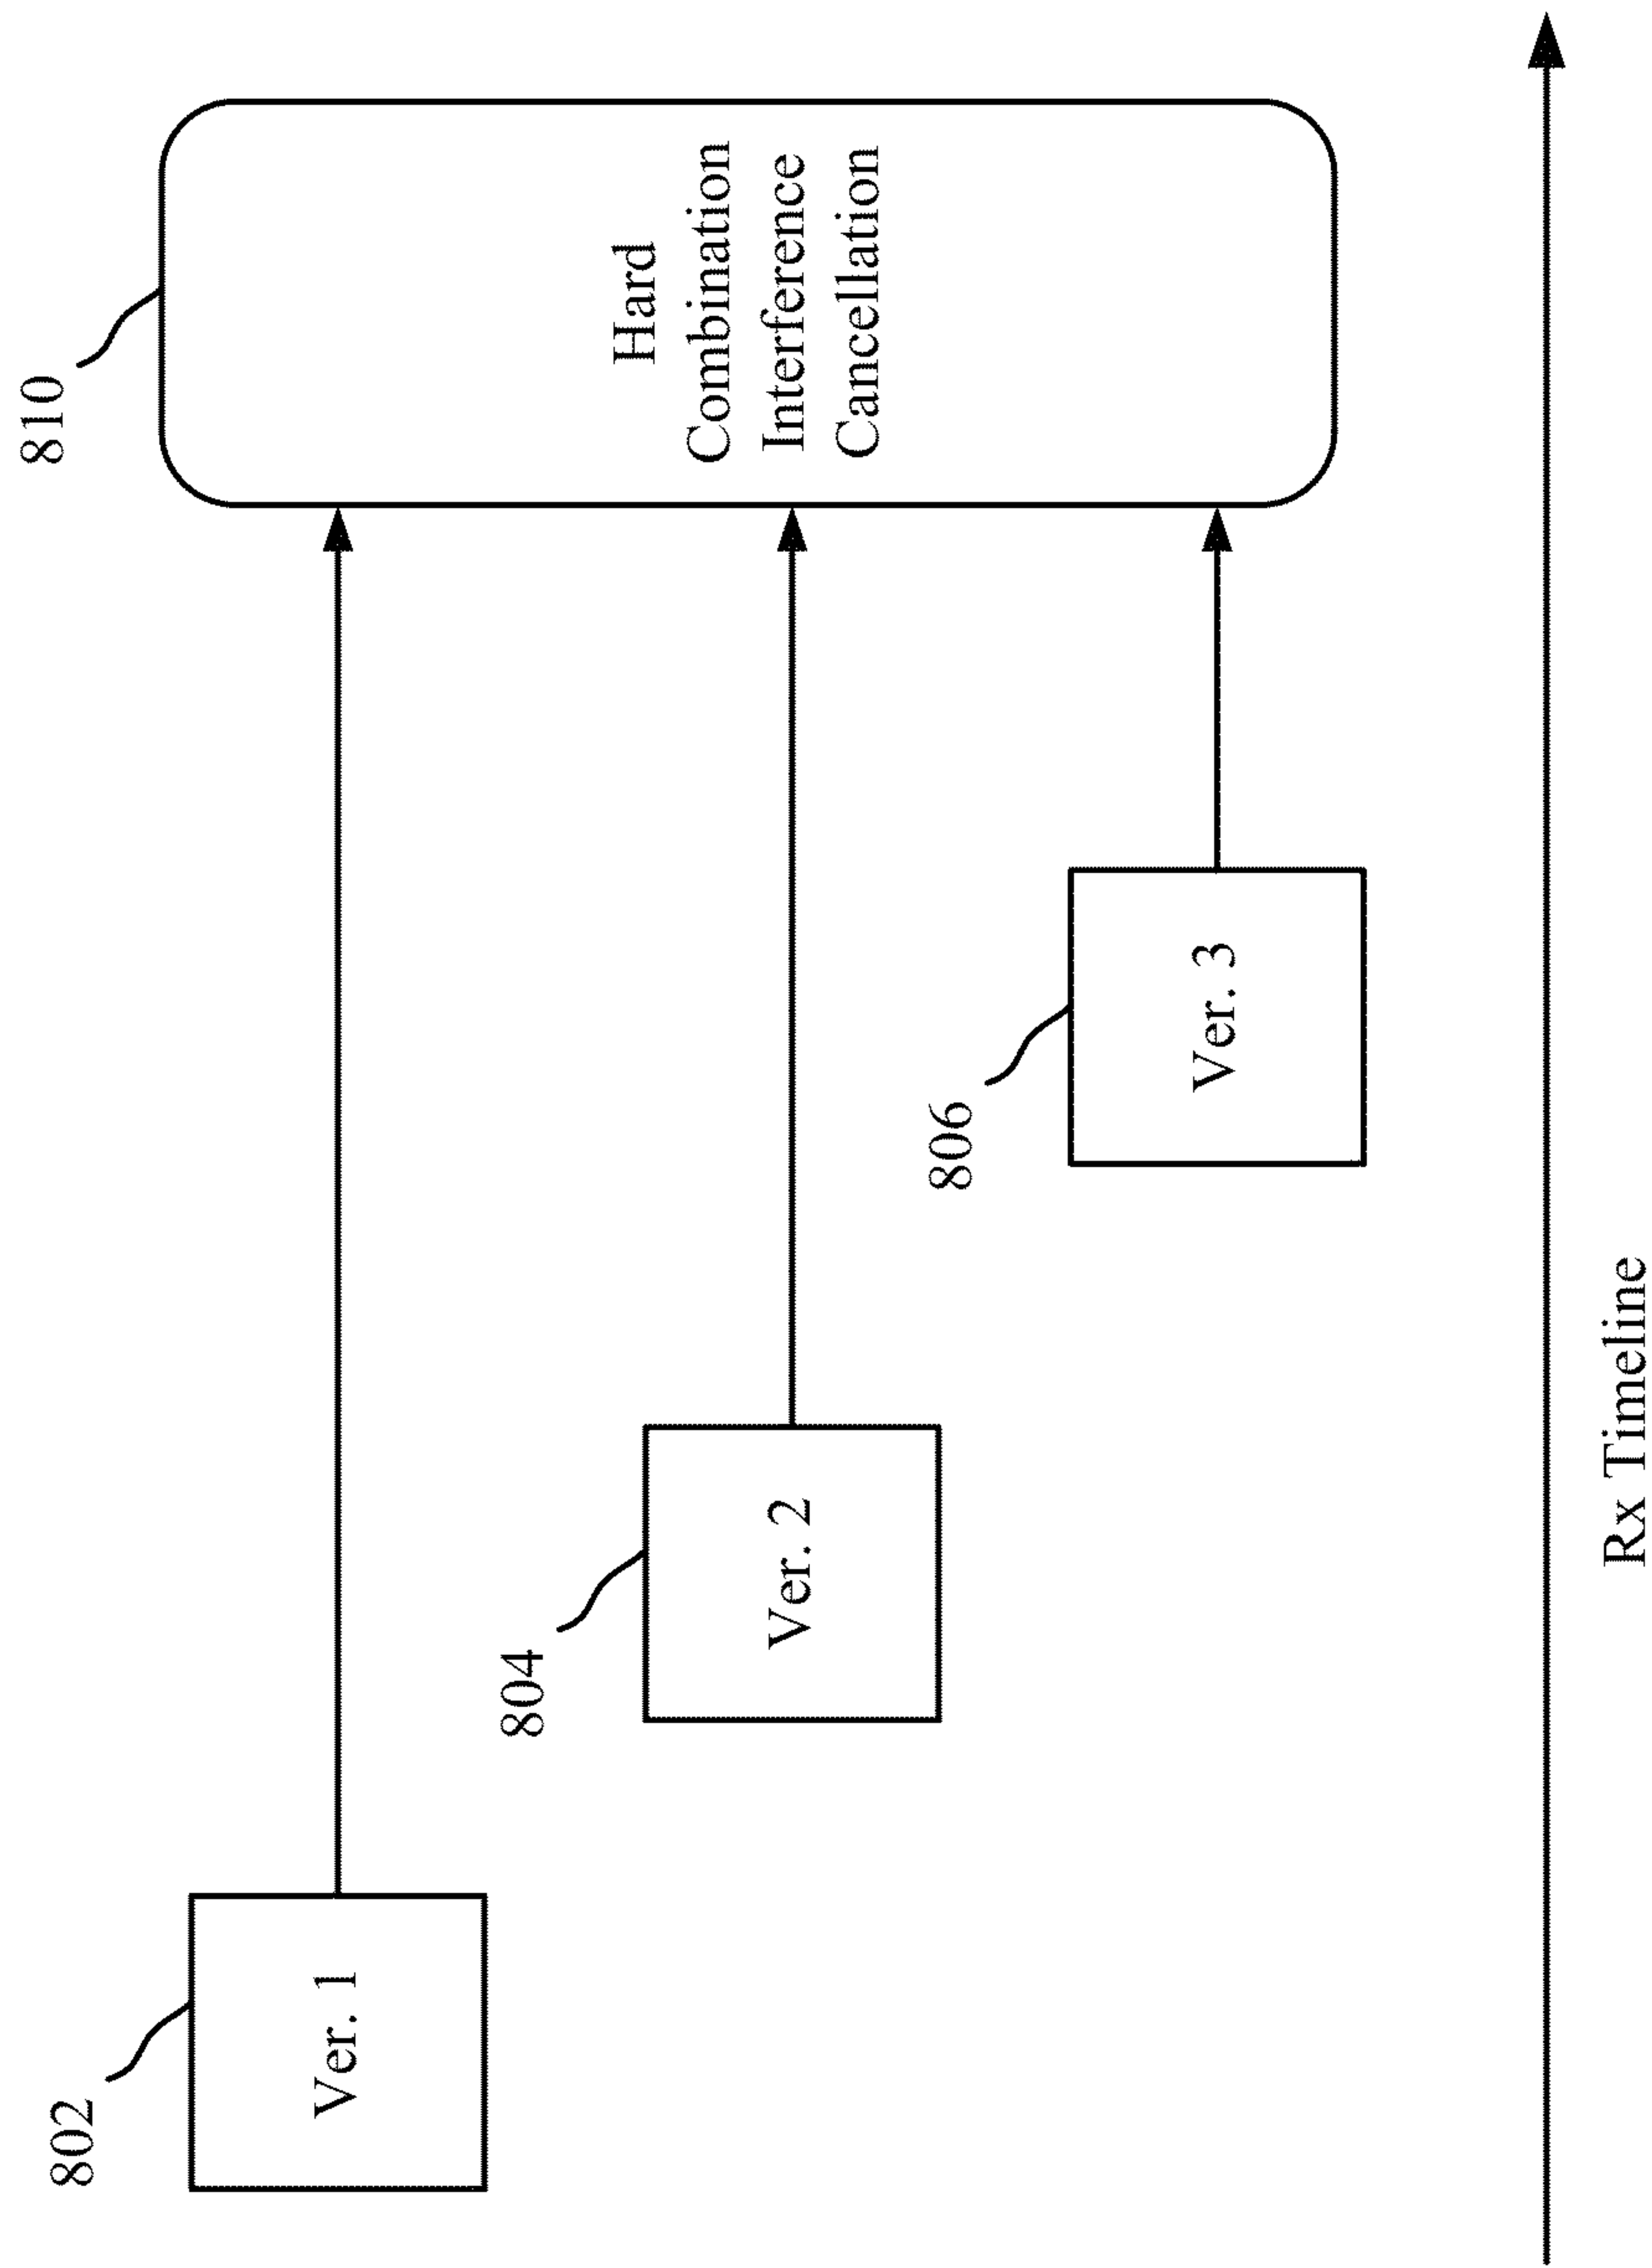 802
Ver. 1
804
Ver. 2
806
Ver. 3
810
Hard
Combination
Interference
Cancellation
Rx Timeline